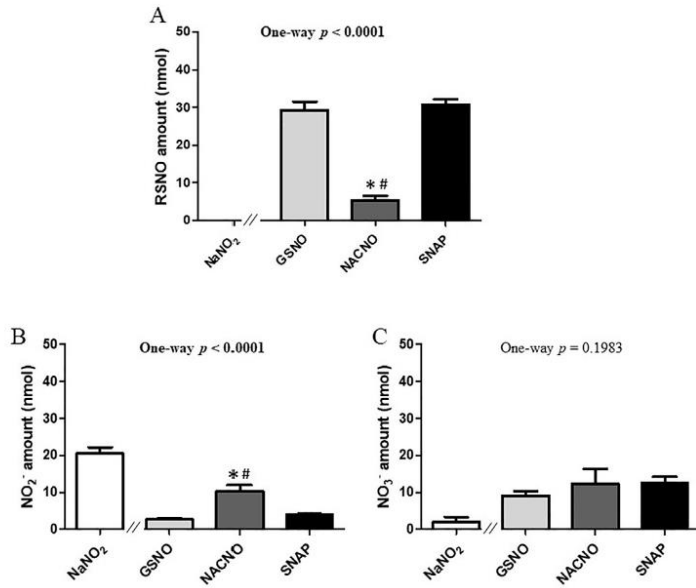 A
One-way p < 0.0001
RSNO amount (nmol)
50
40
30
20
10
0
NaNO₂
//
GSNO
NACNO
*#
SNAP
B
One-way p < 0.0001
NO₂⁻ amount (nmol)
50
40
30
20
10
0
NaNO₂
//
GSNO
NACNO
*#
SNAP
C
One-way p = 0.1983
NO₃⁻ amount (nmol)
50
40
30
20
10
0
NaNO₂
//
GSNO
NACNO
SNAP